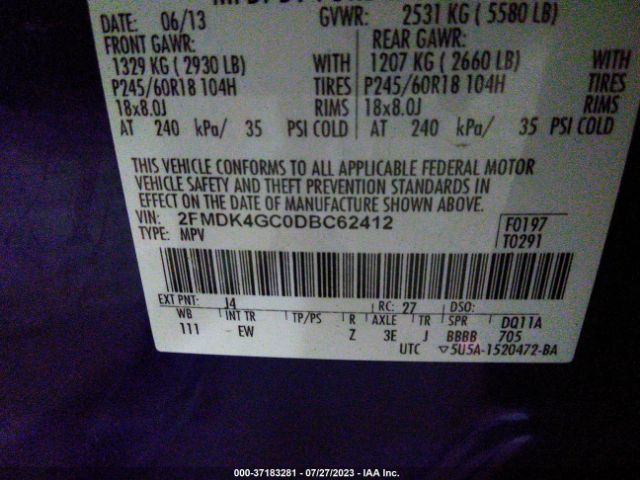 DATE: 06/13 GVWR: 2531 KG ( 5580 LB)
FRONT GAWR: REAR GAWR:
1329 KG ( 2930 LB) WITH 1207 KG ( 2660 LB) WITH
P245/60R18 104H TIRES P245/60R18 104H TIRES
18x8.0J RIMS 18x8.0J RIMS
AT 240 kPa/ 35 PSI COLD AT 240 kPa/ 35 PSI COLD
THIS VEHICLE CONFORMS TO ALL APPLICABLE FEDERAL MOTOR
VEHICLE SAFETY AND THEFT PREVENTION STANDARDS IN
EFFECT ON THE DATE OF MANUFACTURE SHOWN ABOVE.
VIN: 2FMDK4GC0DBC62412 F0197
TYPE: MPV T0291
EXT PNT: J4 RC: 27 DSO:
WB INT TR TP/PS R AXLE TR SPR DQ11A
111 EW Z 3E J BBBB 705
UTC ▽5U5A-1520472-BA
000-37183281 | 07/27/2023 | IAA Inc.